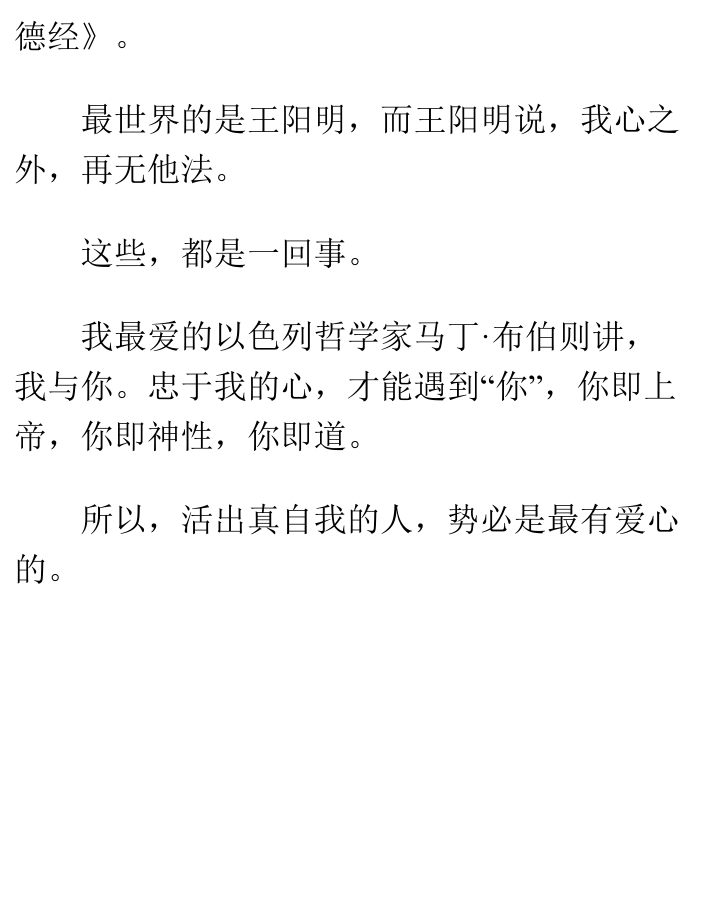 德经》。
最世界的是王阳明，而王阳明说，我心之
外，再无他法。
这些，都是一回事。
我最爱的以色列哲学家马丁·布伯则讲，
我与你。忠于我的心，才能遇到“你”，你即上
帝，你即神性，你即道。
所以，活出真自我的人，势必是最有爱心
的。